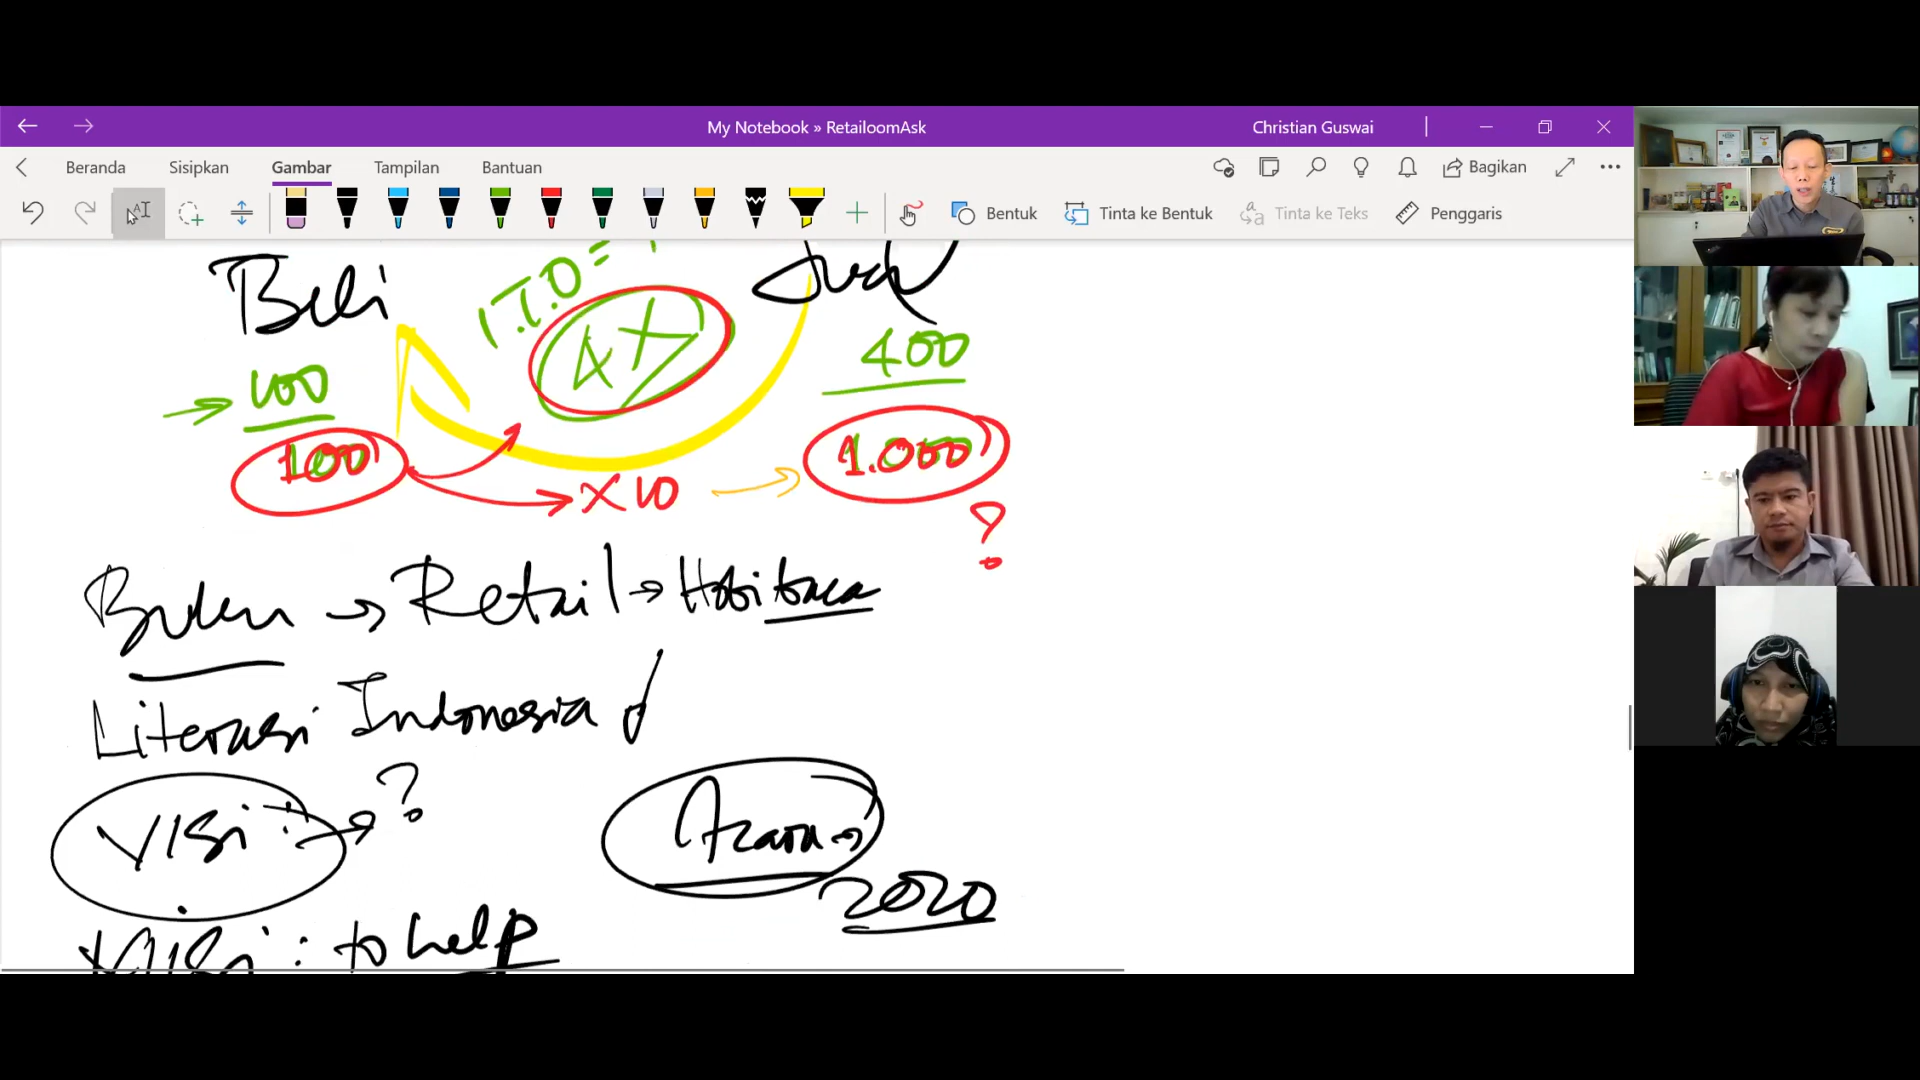 My Notebook » RetailoomAsk
Christian Guswai
Beranda Sisipkan Gambar Tampilan Bantuan
Bagikan
Bentuk Tinta ke Bentuk Tinta ke Teks Penggaris
Beli I.T.O = Jual
4X
100 400
100 X10 1.000
?
Buku → Retail → Hobi baca
Literasi Indonesia
Visi: → ?
2020
Visi : to help